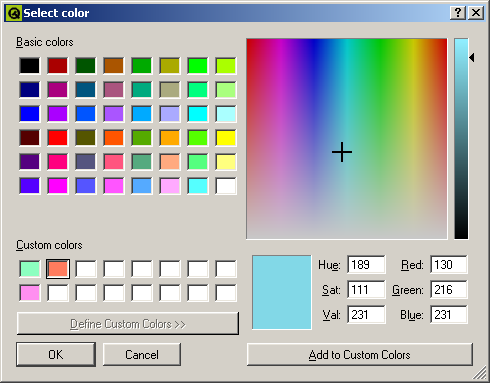 Select color
Basic colors
Custom colors
Define Custom Colors >>
OK
Cancel
Hue: 189
Red: 130
Sat: 111
Green: 216
Val: 231
Blue: 231
Add to Custom Colors